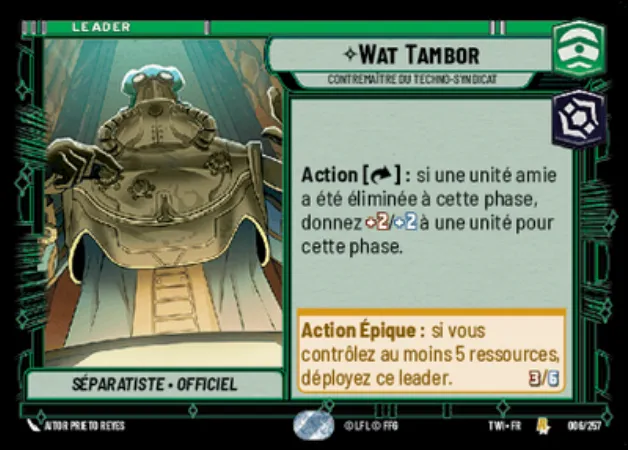 LEADER
WAT TAMBOR
CONTREMAÎTRE DU TECHNO-SYNDICAT
Action [ ] : si une unité amie
a été éliminée à cette phase,
donnez +2/+2 à une unité pour
cette phase.
Action Épique : si vous
contrôlez au moins 5 ressources,
déployez ce leader. 3/6
SÉPARATISTE • OFFICIEL
AITOR PRIETO REYES
© LFL © FFG
TWI • FR
006/257